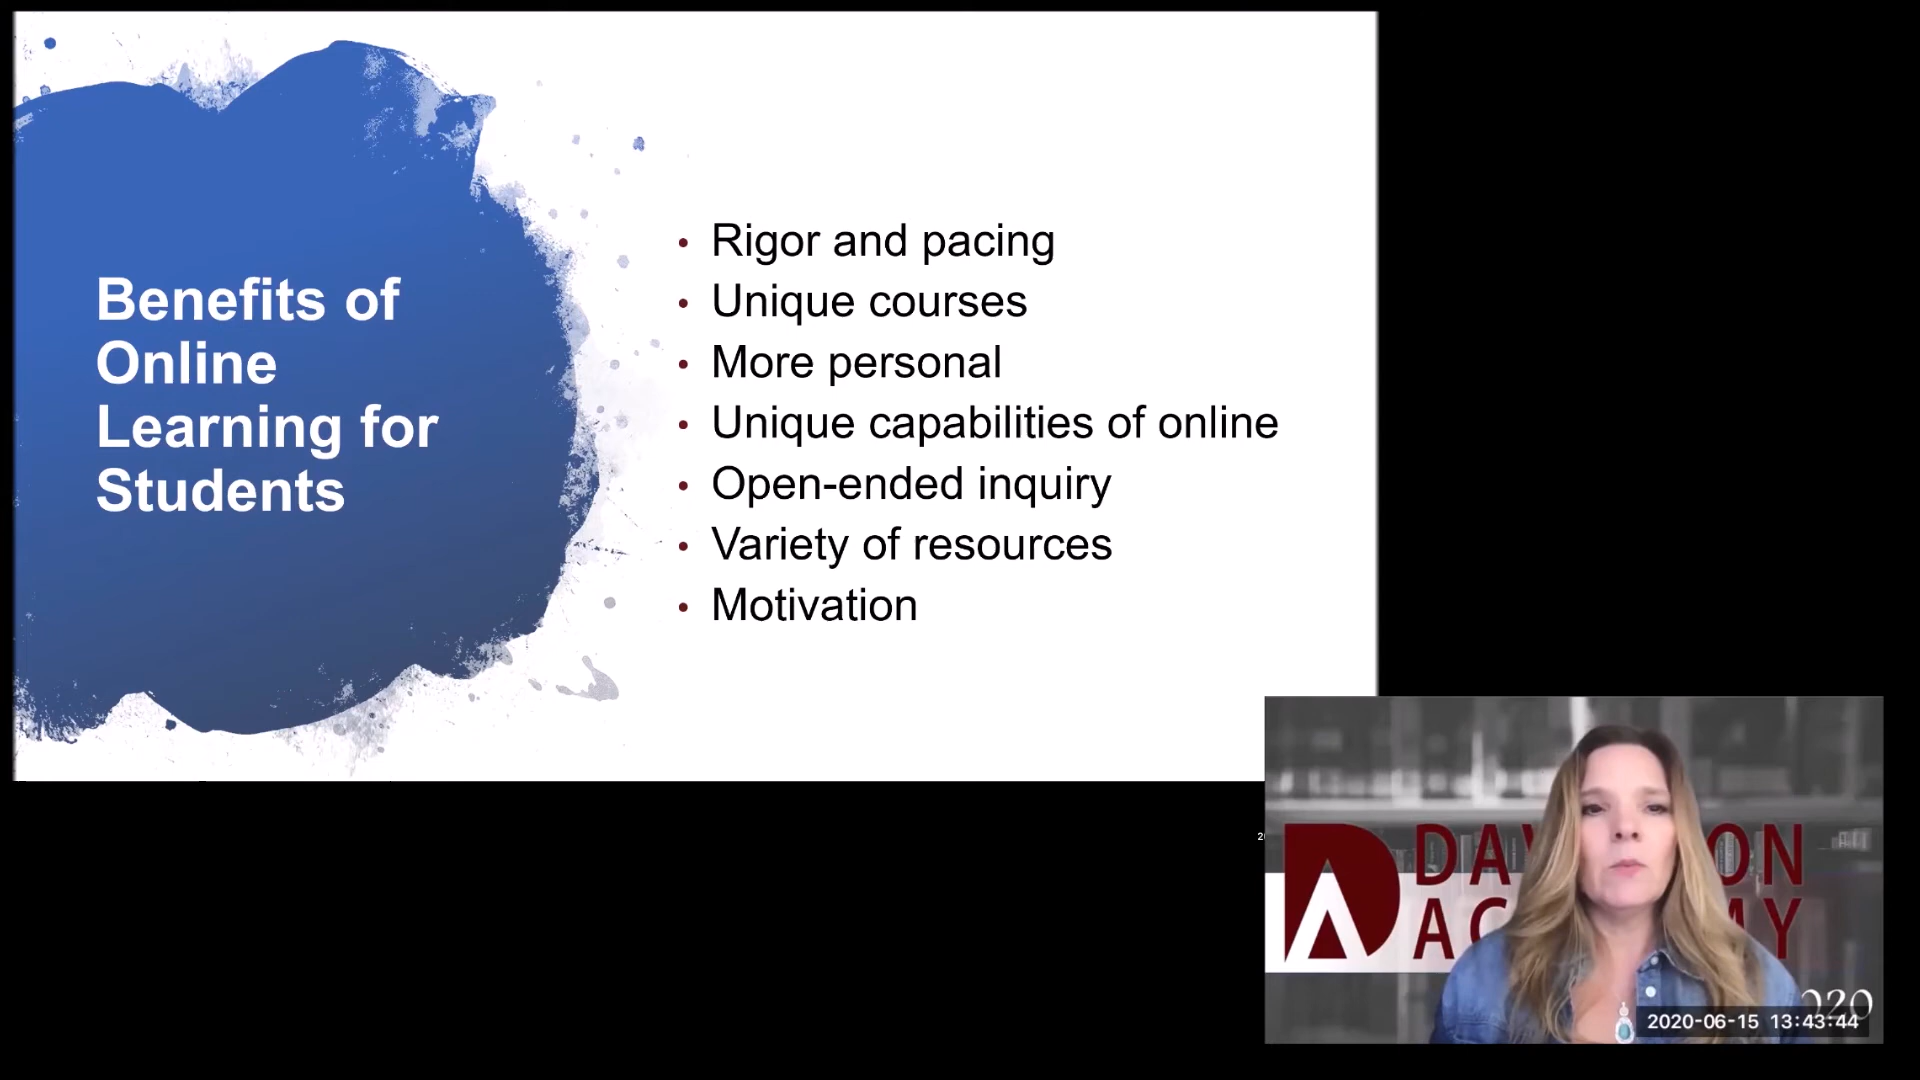 Benefits of
Online
Learning for
Students
• Rigor and pacing
• Unique courses
• More personal
• Unique capabilities of online
• Open-ended inquiry
• Variety of resources
• Motivation
2020-06-15 13:43:44